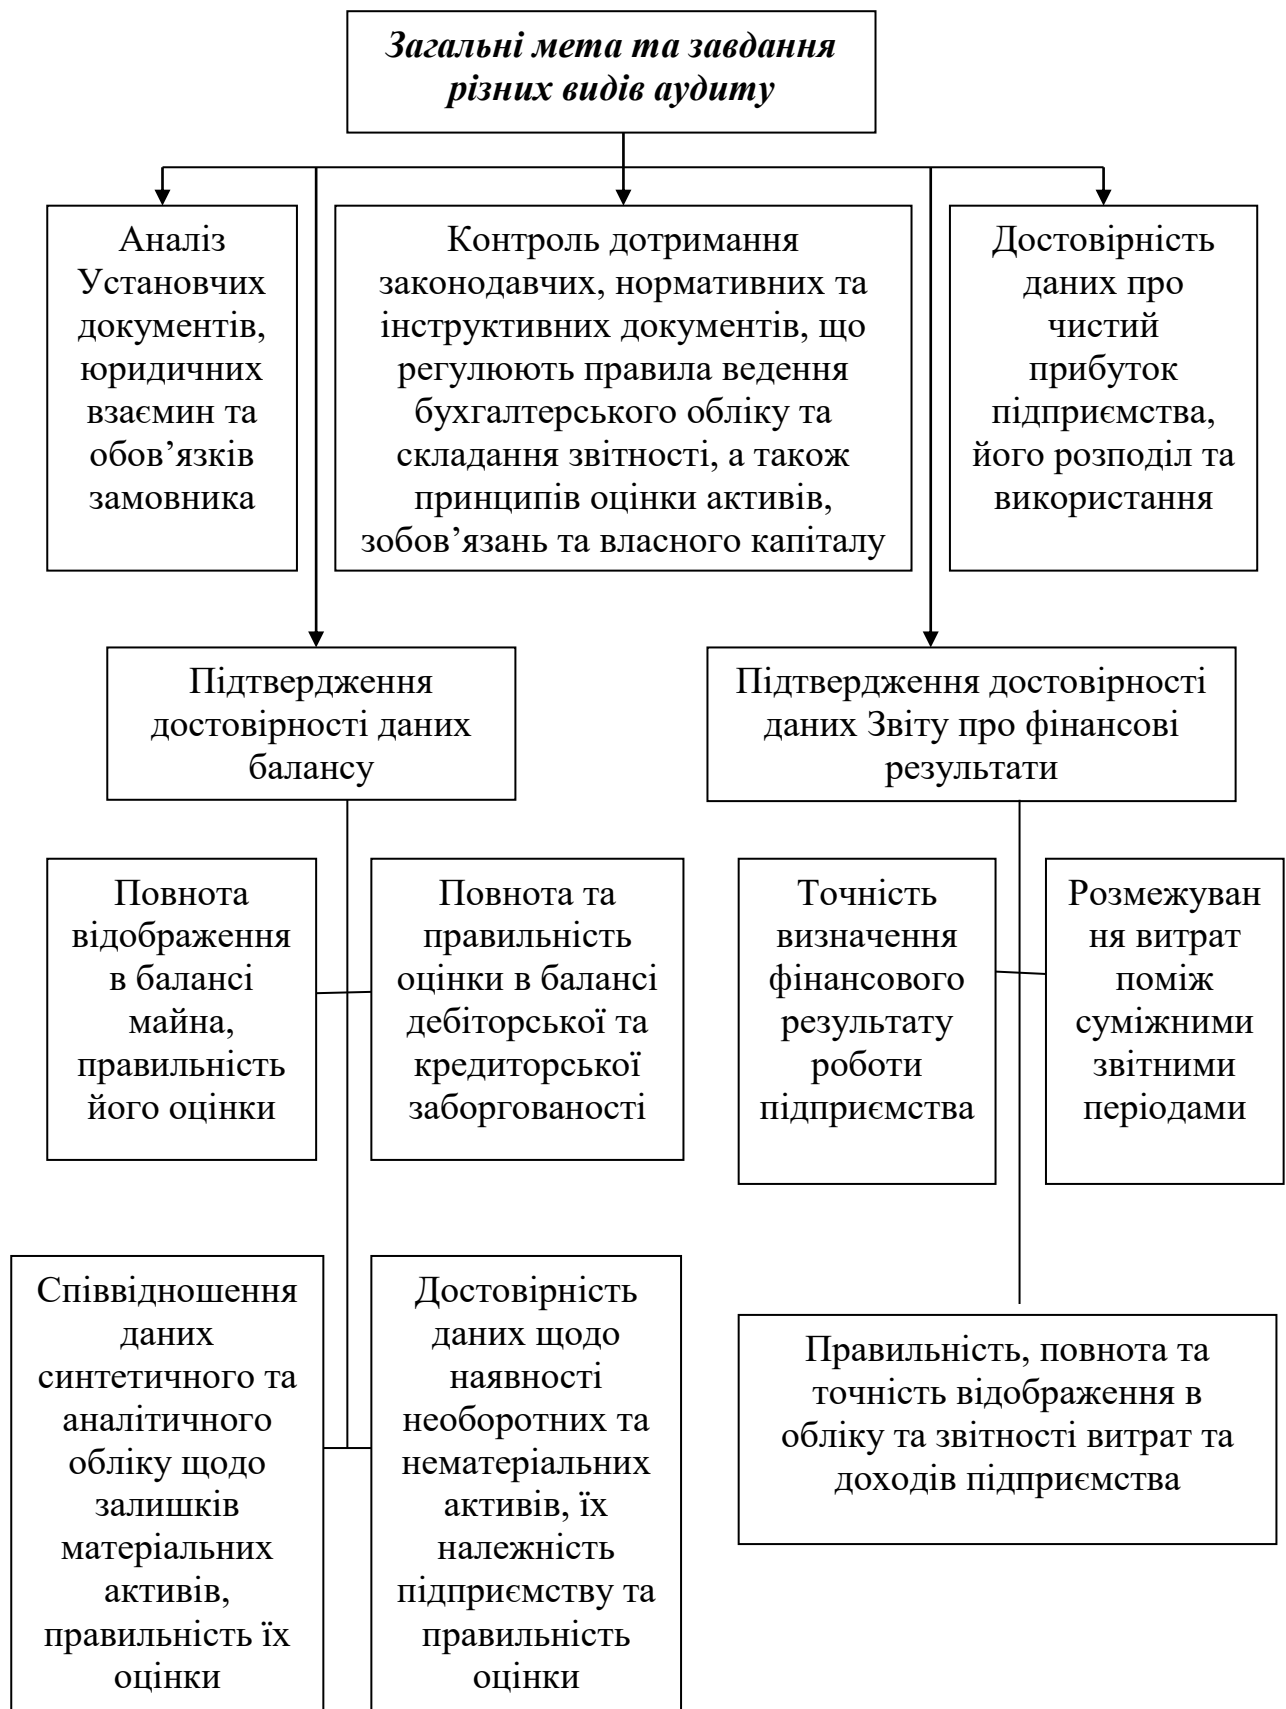 Загальні мета та завдання
різних видів аудиту
Аналіз
Установчих
документів,
юридичних
взаємин та
обов’язків
замовника
Контроль дотримання
законодавчих, нормативних та
інструктивних документів, що
регулюють правила ведення
бухгалтерського обліку та
складання звітності, а також
принципів оцінки активів,
зобов’язань та власного капіталу
Достовірність
даних про
чистий
прибуток
підприємства,
його розподіл та
використання
Підтвердження
достовірності даних
балансу
Підтвердження достовірності
даних Звіту про фінансові
результати
Повнота
відображення
в балансі
майна,
правильність
його оцінки
Повнота та
правильність
оцінки в балансі
дебіторської та
кредиторської
заборгованості
Точність
визначення
фінансового
результату
роботи
підприємства
Розмежуван
ня витрат
поміж
суміжними
звітними
періодами
Співвідношення
даних
синтетичного та
аналітичного
обліку щодо
залишків
матеріальних
активів,
правильність їх
оцінки
Достовірність
даних щодо
наявності
необоротних та
нематеріальних
активів, їх
належність
підприємству та
правильність
оцінки
Правильність, повнота та
точність відображення в
обліку та звітності витрат та
доходів підприємства